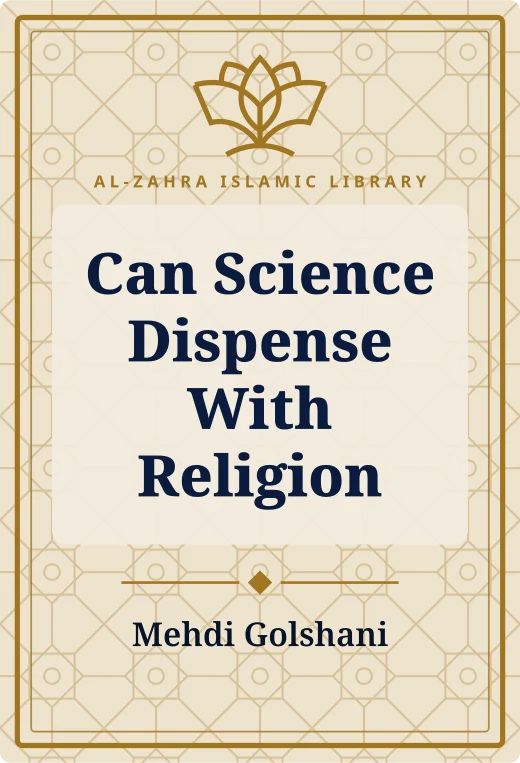 AL-ZAHRA ISLAMIC LIBRARY
Can Science
Dispense
With
Religion
Mehdi Golshani